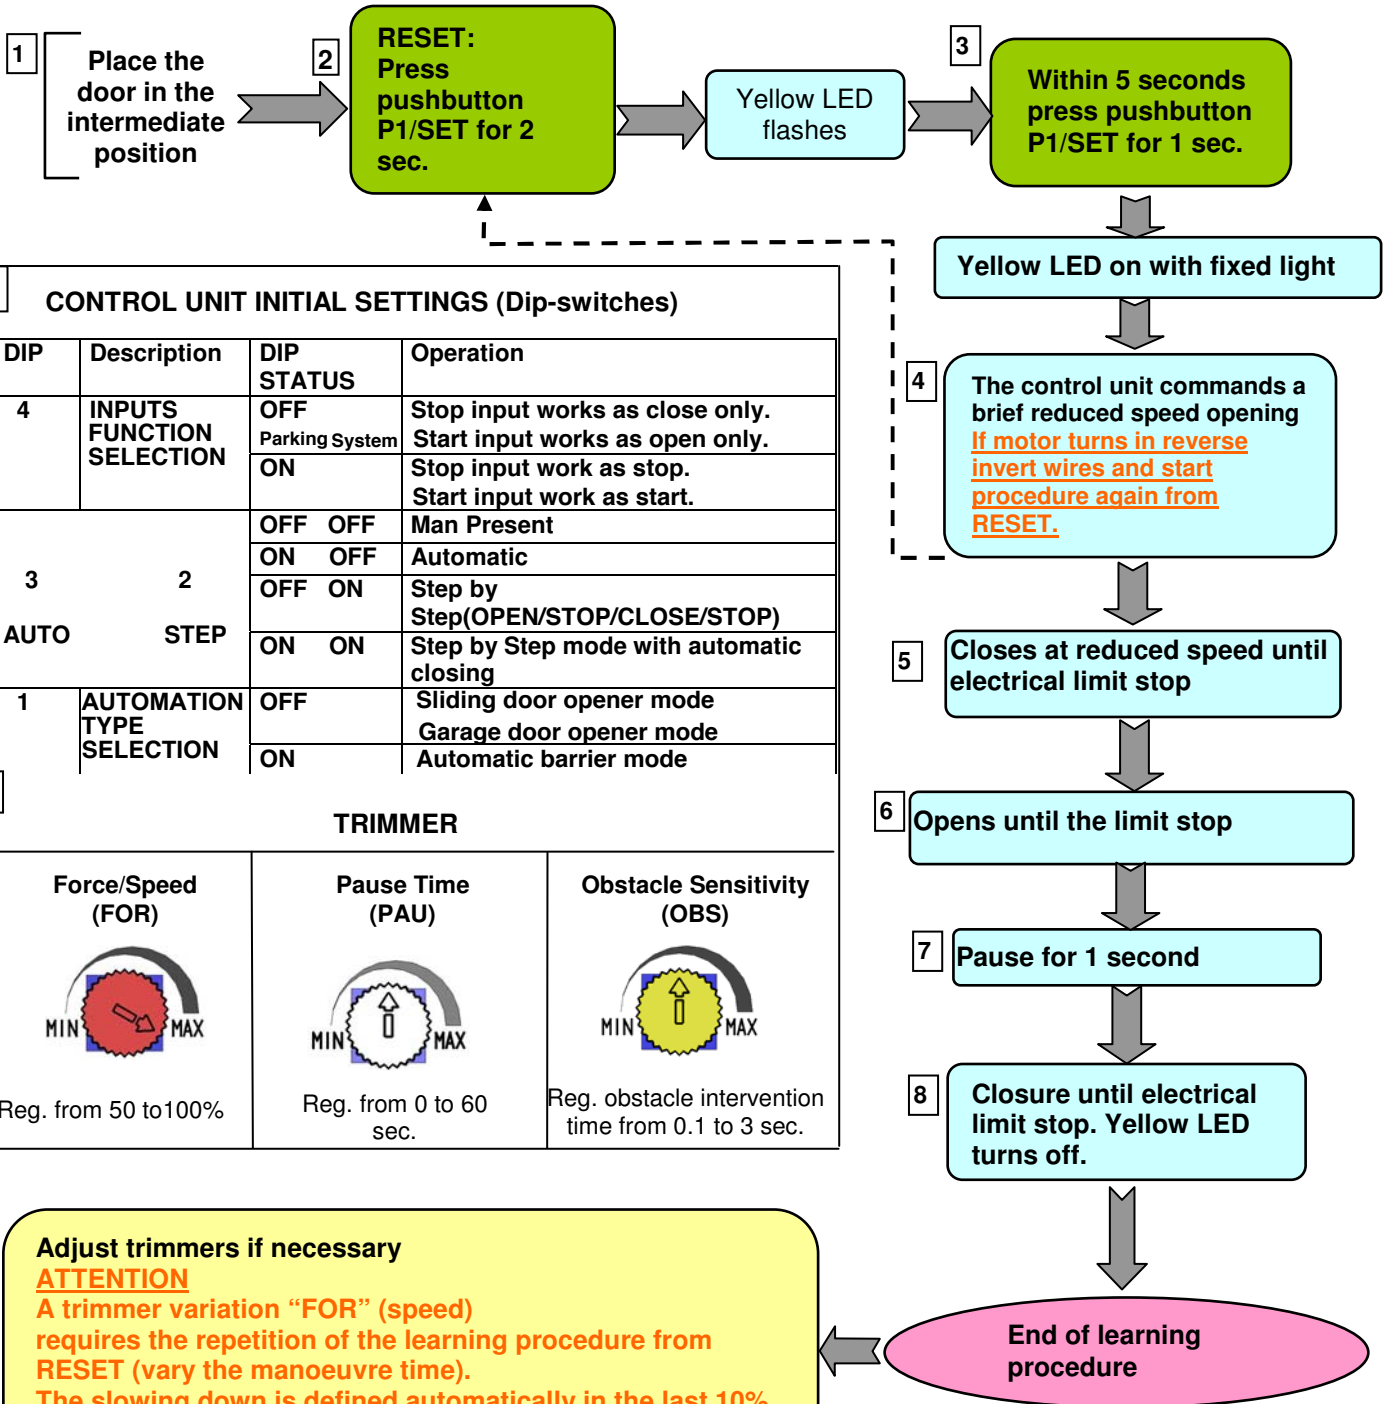 1
Place the
door in the
intermediate
position
2
RESET:
Press
pushbutton
P1/SET for 2
sec.
Yellow LED
flashes
3
Within 5 seconds
press pushbutton
P1/SET for 1 sec.
Yellow LED on with fixed light
4
The control unit commands a
brief reduced speed opening
If motor turns in reverse
invert wires and start
procedure again from
RESET.
5
Closes at reduced speed until
electrical limit stop
6
Opens until the limit stop
7
Pause for 1 second
8
Closure until electrical
limit stop. Yellow LED
turns off.
End of learning
procedure
CONTROL UNIT INITIAL SETTINGS (Dip-switches)
DIP Description DIP STATUS Operation
4 INPUTS FUNCTION SELECTION
OFF Parking System
Stop input works as close only.
Start input works as open only.
ON Stop input work as stop.
Start input work as start.
3 2
AUTO STEP
OFF OFF Man Present
ON OFF Automatic
OFF ON Step by
Step(OPEN/STOP/CLOSE/STOP)
ON ON Step by Step mode with automatic
closing
1 AUTOMATION TYPE SELECTION
OFF Sliding door opener mode
Garage door opener mode
ON Automatic barrier mode
TRIMMER
Force/Speed
(FOR)
MIN MAX
Reg. from 50 to100%
Pause Time
(PAU)
MIN MAX
Reg. from 0 to 60
sec.
Obstacle Sensitivity
(OBS)
MIN MAX
Reg. obstacle intervention
time from 0.1 to 3 sec.
Adjust trimmers if necessary
ATTENTION
A trimmer variation “FOR” (speed)
requires the repetition of the learning procedure from
RESET (vary the manoeuvre time).
The slowing down is defined automatically in the last 10%